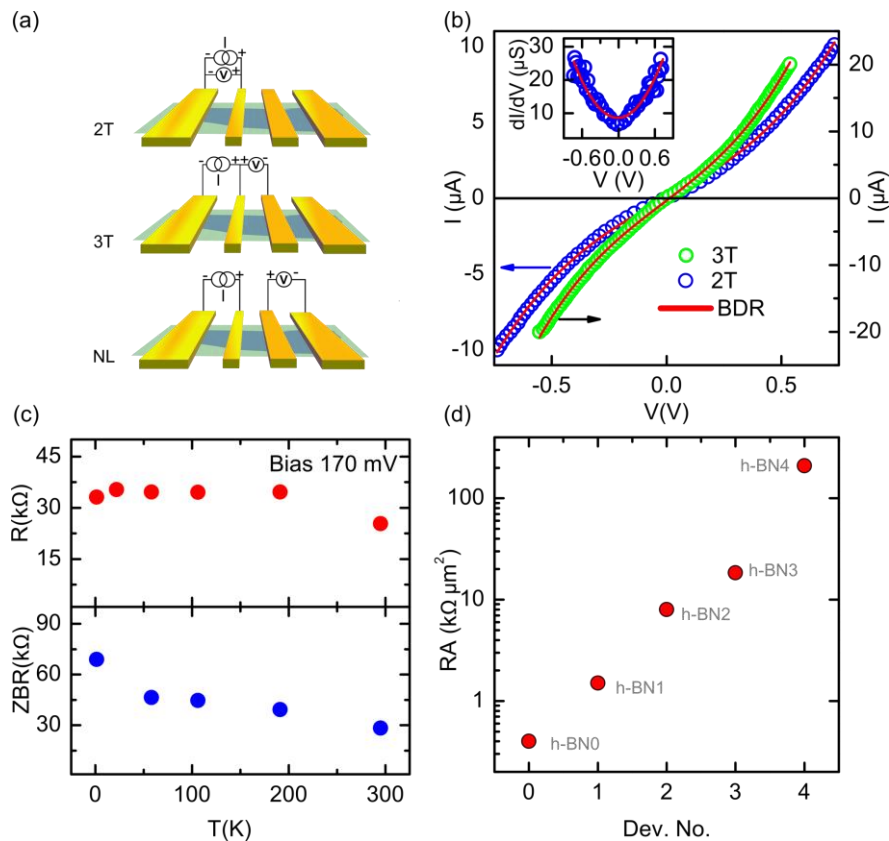 (a)
I
- +
- V +
2T
- ++ V -
I
3T
- + + V -
I
NL
(b)
10
5
0
-5
-10
I (µA)
20
10
0
-10
-20
I (µA)
-0.5
0.0
0.5
V(V)
30
20
10
dI/dV (µS)
-0.6 0.0 0.6
V (V)
3T
2T
BDR
(c)
Bias 170 mV
45
30
15
R(kΩ)
90
60
30
ZBR(kΩ)
0
100
200
300
T(K)
(d)
100
10
1
RA (kΩ µm²)
h-BN4
h-BN3
h-BN2
h-BN1
h-BN0
0
1
2
3
4
Dev. No.